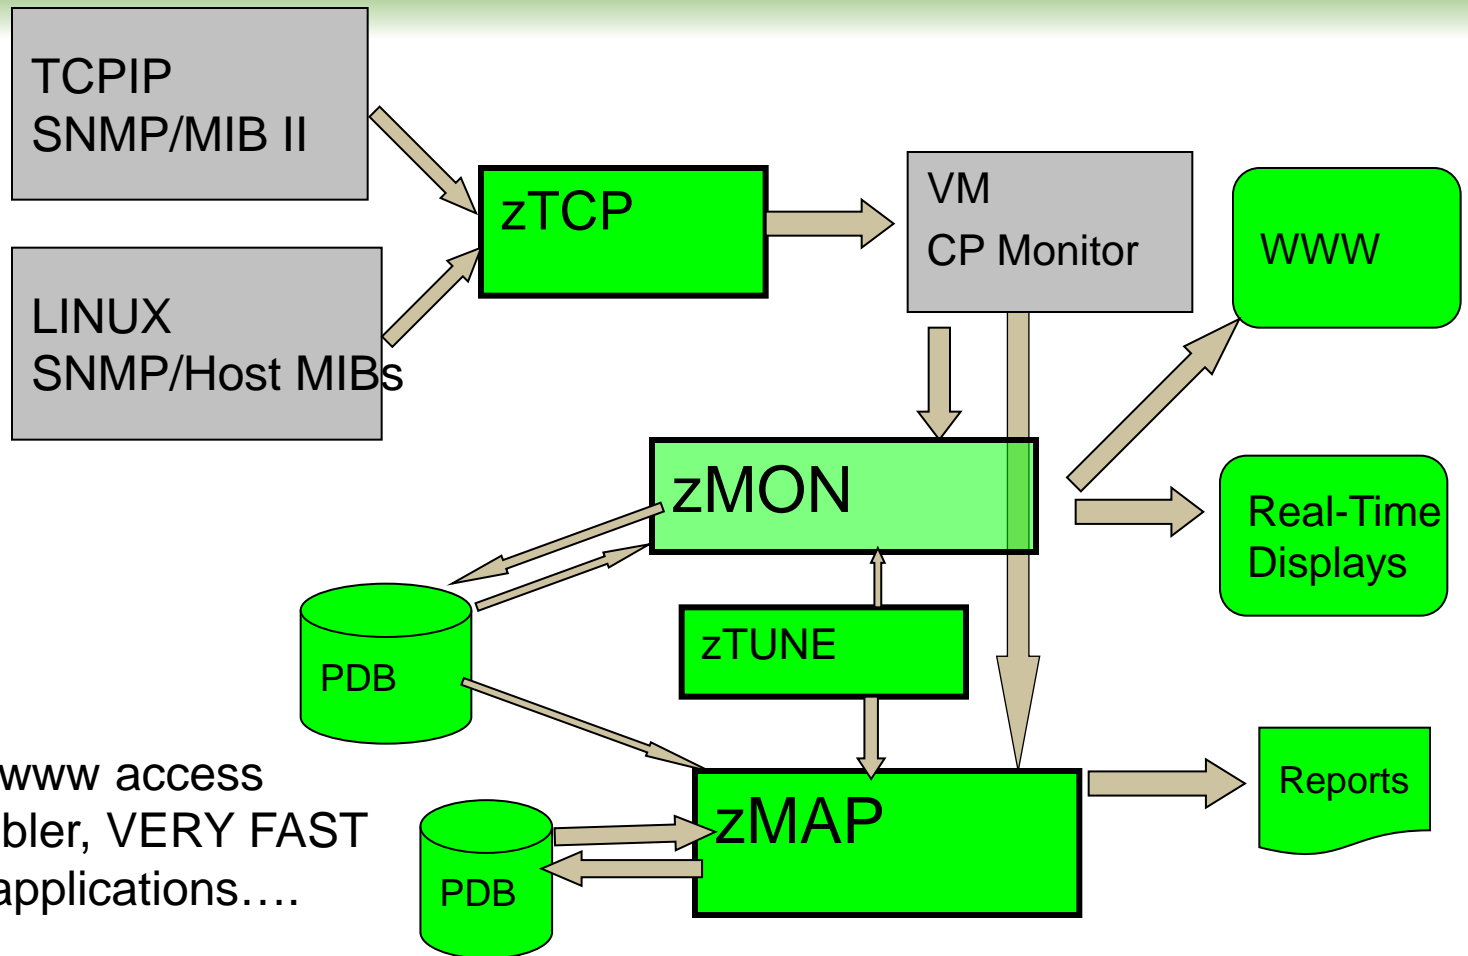 TCPIP
SNMP/MIB II
zTCP
VM
CP Monitor
WWW
LINUX
SNMP/Host MIBs
zMON
Real-Time
Displays
zTUNE
PDB
www access
bler, VERY FAST
applications….
zMAP
Reports
PDB